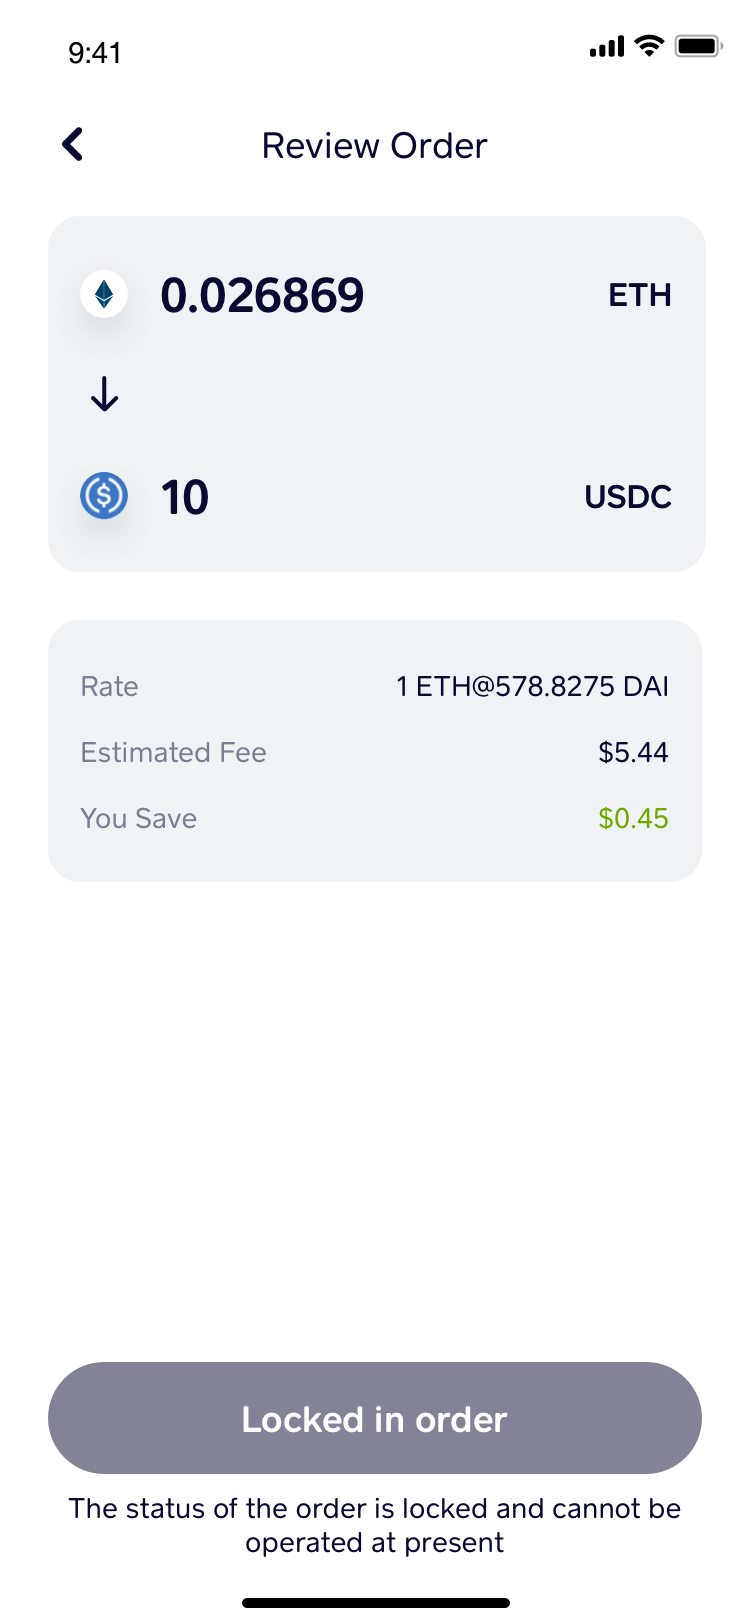 9:41
Review Order
0.026869 ETH
10 USDC
Rate 1 ETH@578.8275 DAI
Estimated Fee $5.44
You Save $0.45
Locked in order
The status of the order is locked and cannot be
operated at present